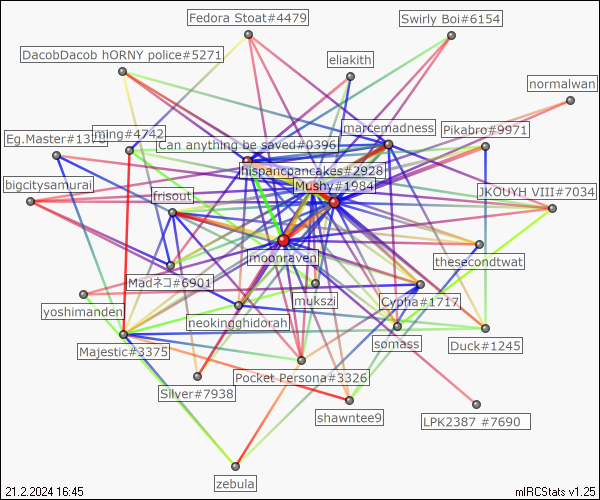 Fedora Stoat#4479
Swirly Boi#6154
DacobDacob hORNY police#5271
eliakith
normalwan
marcemadness
Pikabro#9971
ming#4742
Eg.Master#1378
Can anything be saved#0396
hispancpancakes#2928
Mushy#1984
bigcitysamurai
frisout
JKOUYH VIII#7034
moonraven
thesecondtwat
Madネコ#6901
mukszi
Cypha#1717
yoshimanden
neokingghidorah
somass
Majestic#3375
Duck#1245
Pocket Persona#3326
Silver#7938
shawntee9
LPK2387 #7690
zebula
21.2.2024 16:45
mIRCStats v1.25